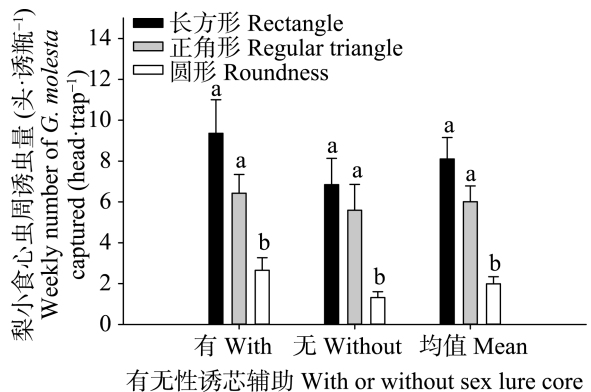 长方形 Rectangle
正角形 Regular triangle
圆形 Roundness
梨小食心虫周诱虫量 (头·诱瓶⁻¹)
Weekly number of G. molesta
captured (head·trap⁻¹)
14
12
10
8
6
4
2
0
a
a
b
a
a
b
a
a
b
有 With
无 Without
均值 Mean
有无性诱芯辅助 With or without sex lure core